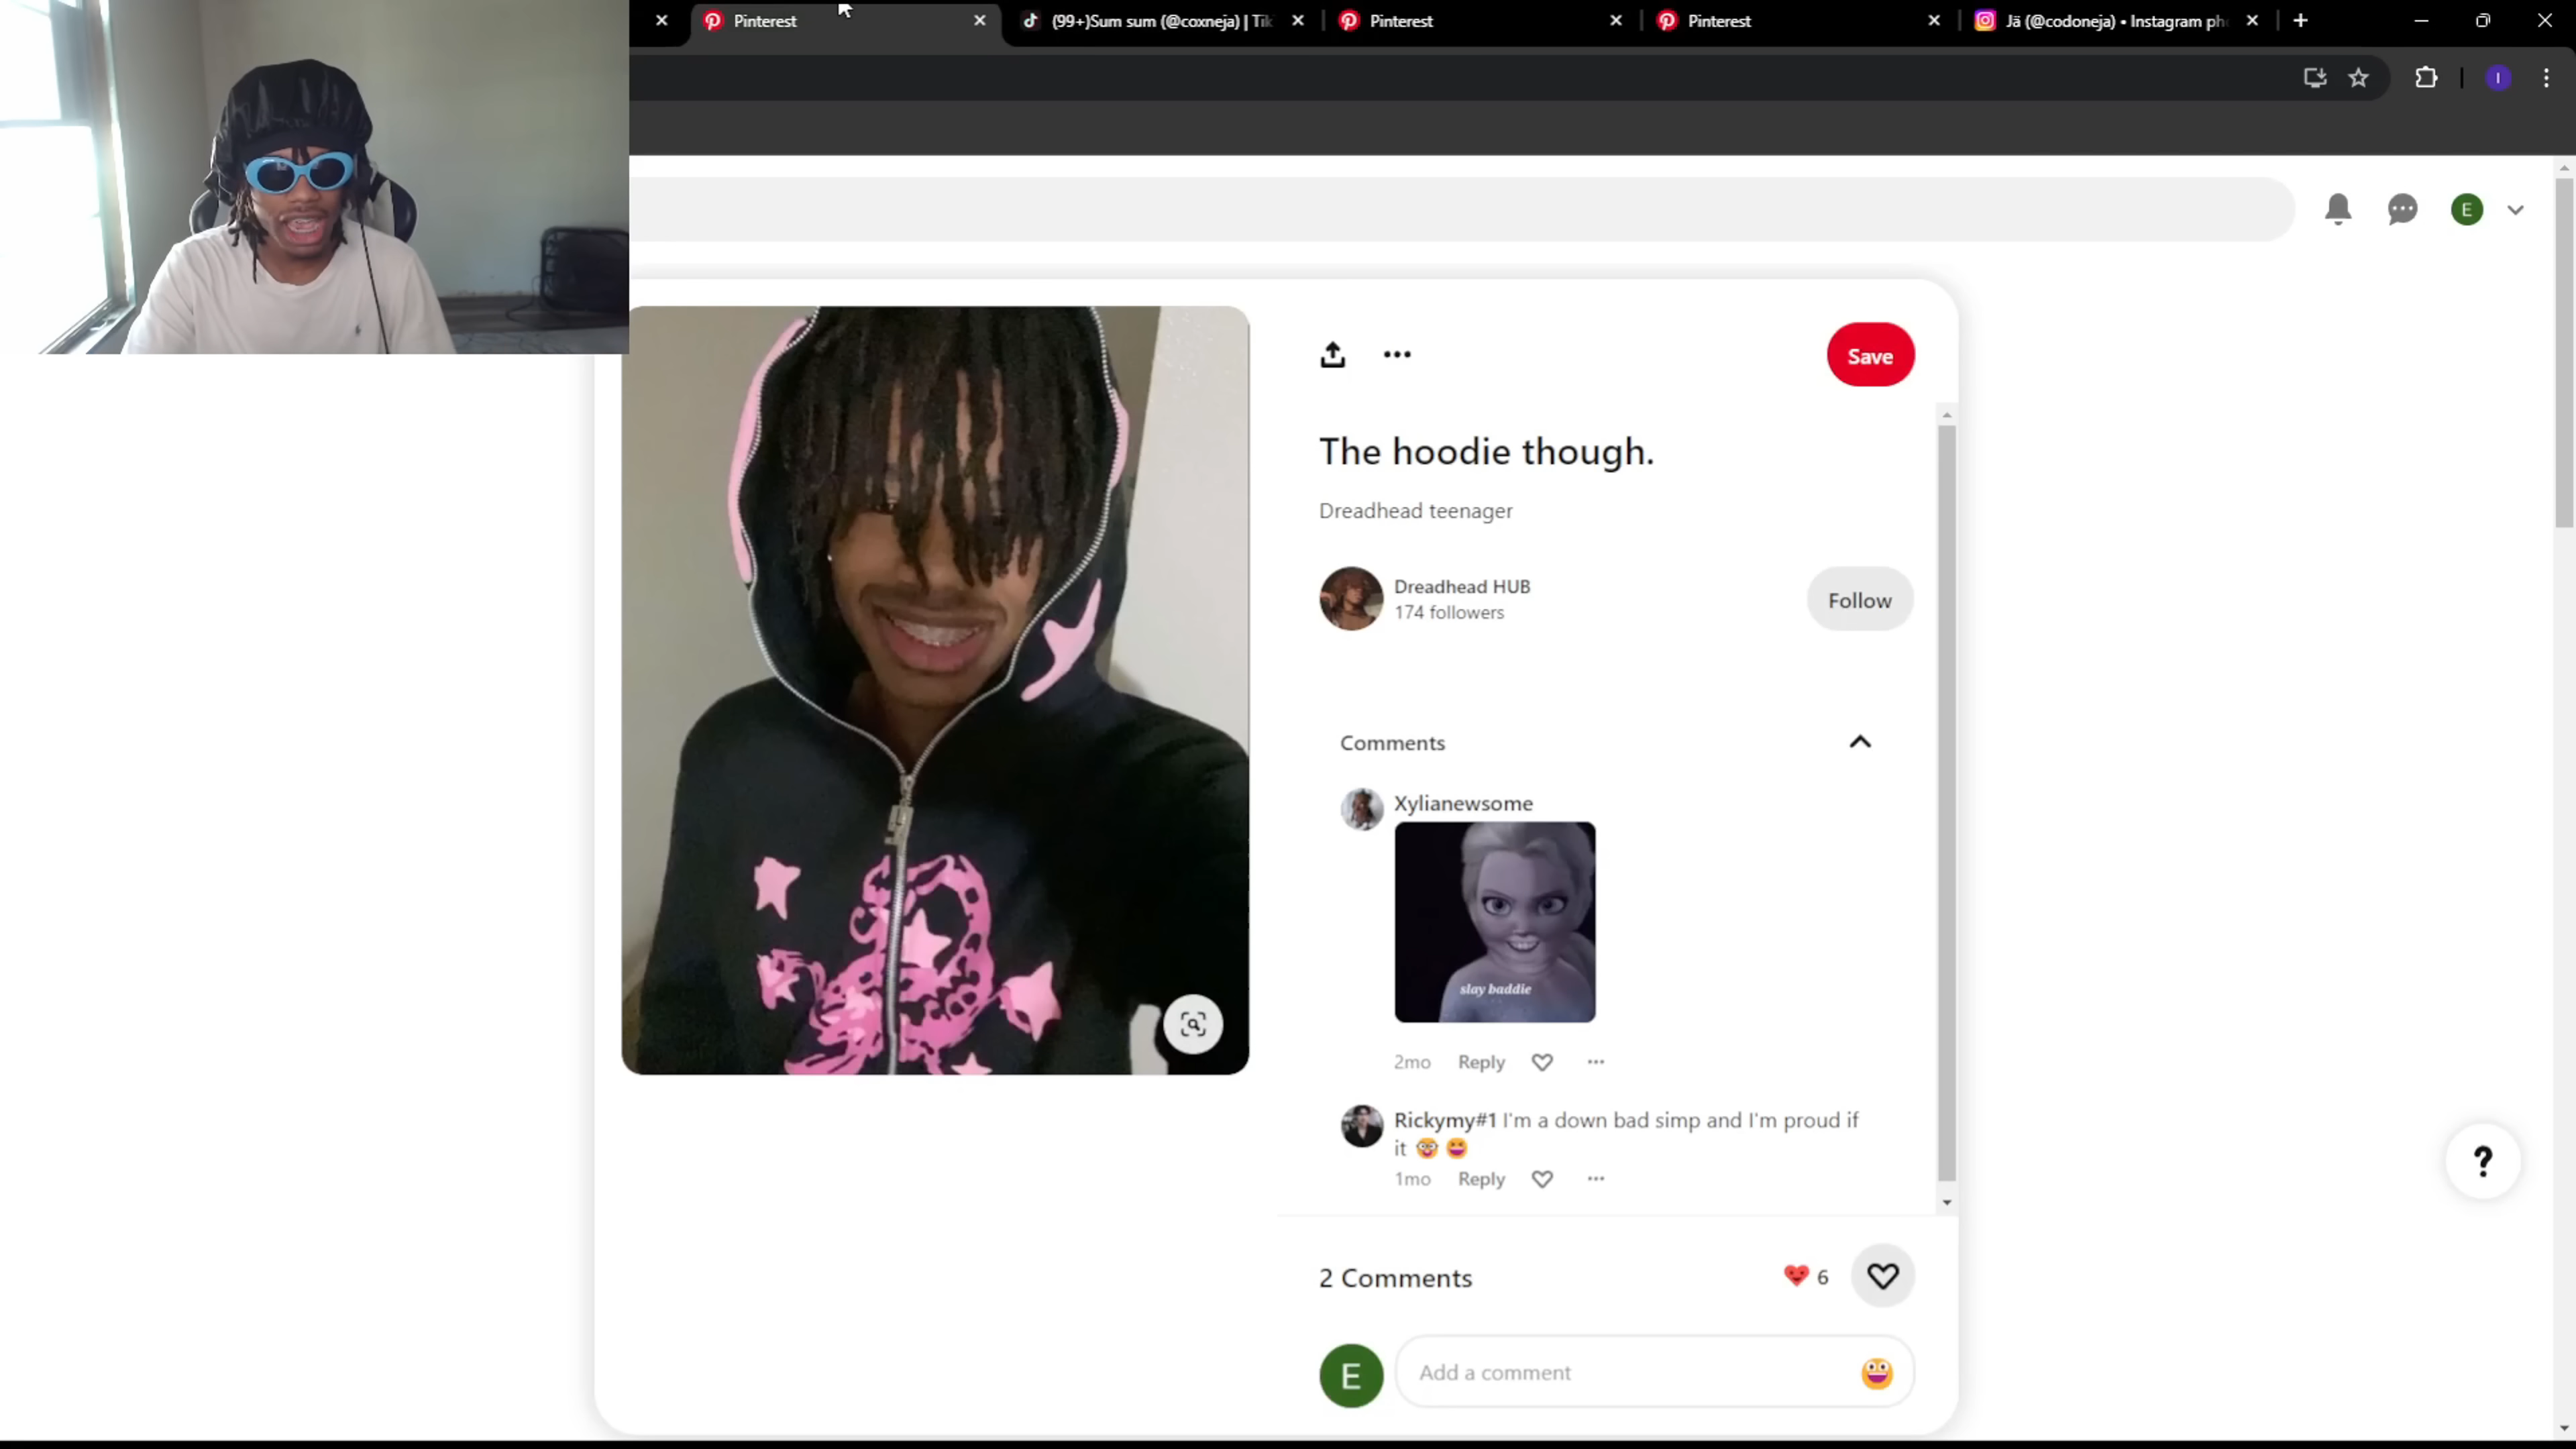 Pinterest
(99+)Sum sum (@coxneja) | Tik
Pinterest
Pinterest
Jä (@codoneja) • Instagram ph
I
E
Save
The hoodie though.
Dreadhead teenager
Dreadhead HUB
174 followers
Follow
Comments
Xylianewsome
slay baddie
2mo Reply
Rickymy#1 I'm a down bad simp and I'm proud if
it 🤓 😆
1mo Reply
2 Comments
6
E
Add a comment
?